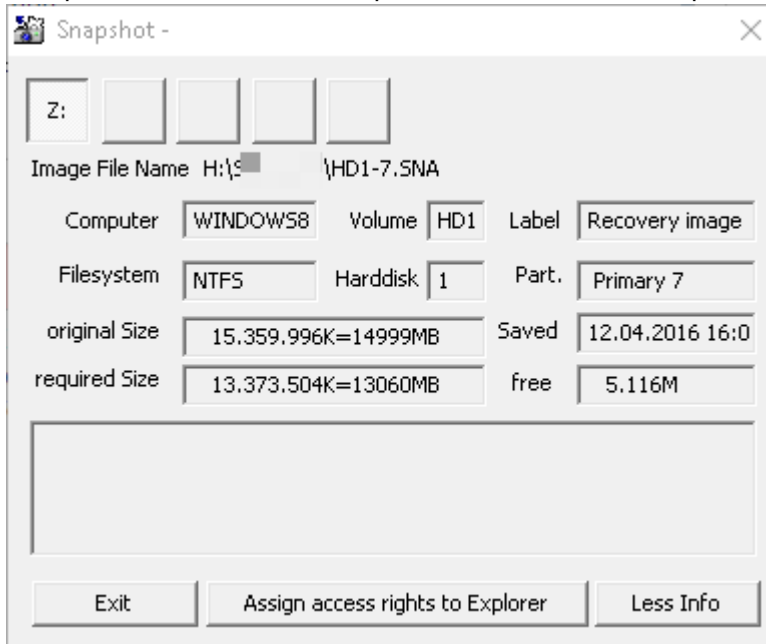 Snapshot -
Z:
Image File Name H:\S \HD1-7.SNA
Computer WINDOWS8 Volume HD1 Label Recovery image
Filesystem NTFS Harddisk 1 Part. Primary 7
original Size 15.359.996K=14999MB Saved 12.04.2016 16:0
required Size 13.373.504K=13060MB free 5.116M
Exit Assign access rights to Explorer Less Info